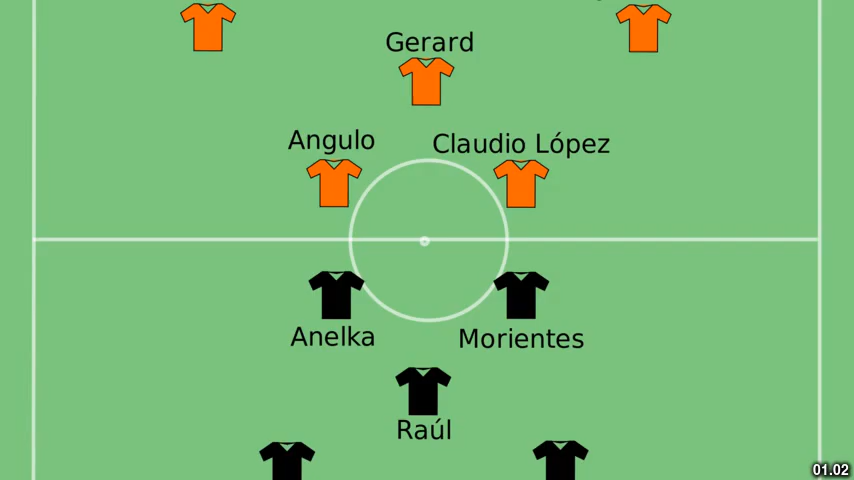 Gerard
Angulo
Claudio López
Anelka
Morientes
Raúl
01.02